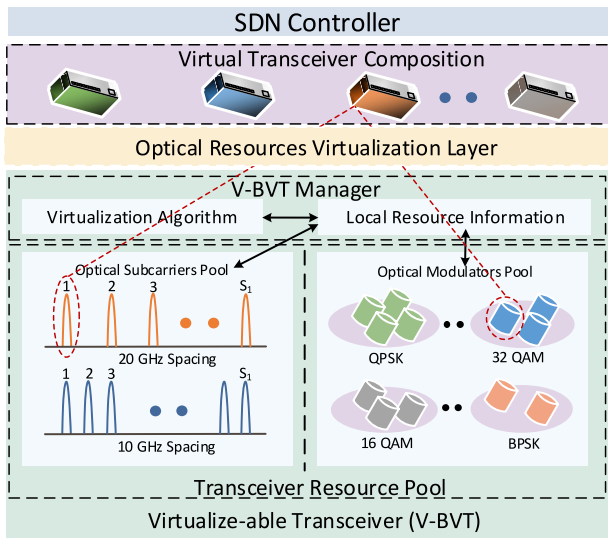 SDN Controller
Virtual Transceiver Composition
Optical Resources Virtualization Layer
V-BVT Manager
Virtualization Algorithm
Local Resource Information
Optical Subcarriers Pool
1 2 3 S1
20 GHz Spacing
1 2 3 S1
10 GHz Spacing
Optical Modulators Pool
QPSK
32 QAM
16 QAM
BPSK
Transceiver Resource Pool
Virtualize-able Transceiver (V-BVT)